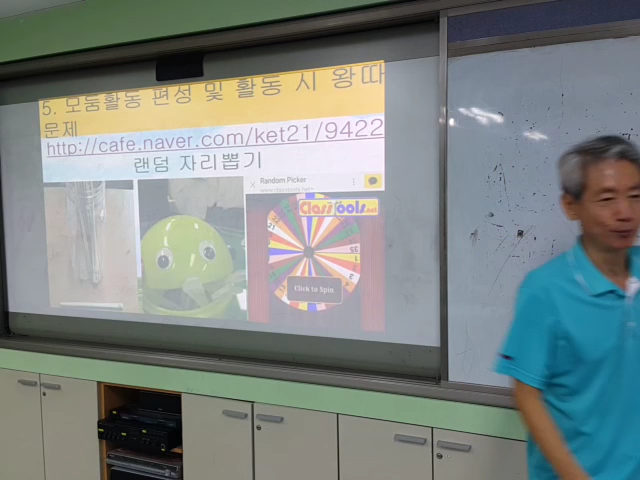 5. 모둠활동 편성 및 활동 시 왕따
문제
http://cafe.naver.com/ket21/9422
랜덤 자리뽑기
Random Picker
ClassTools.net
Click to Spin